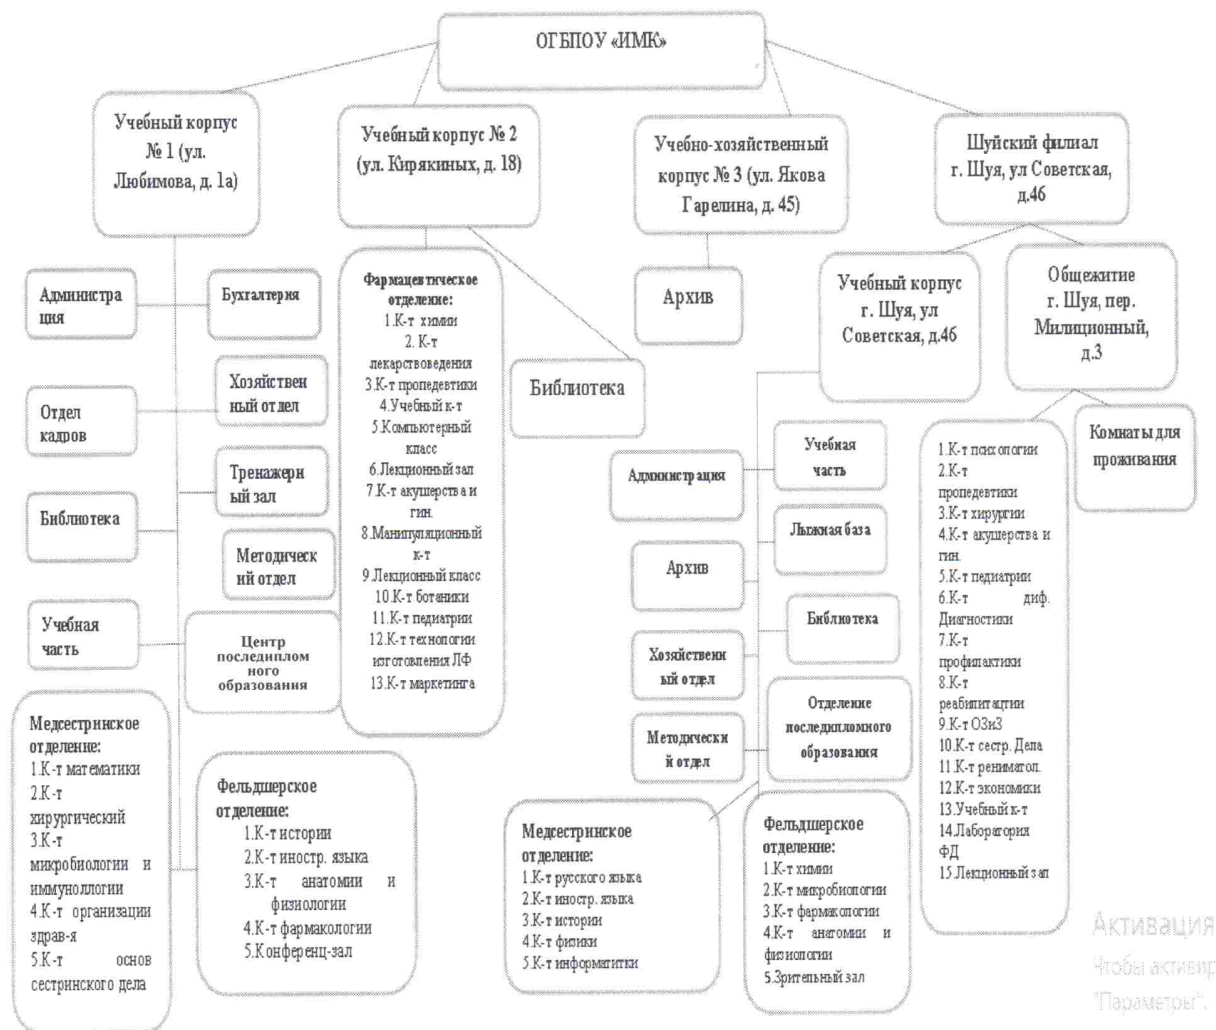 ОГБПОУ «ИМК»
Учебный корпус
№ 1 (ул.
Любимова, д. 1а)
Учебный корпус № 2
(ул. Кирякиных, д. 18)
Учебно-хозяйственный
корпус № 3 (ул. Якова
Гарелина, д. 45)
Шуйский филиал
г. Шуя, ул Советская,
д.46
Администра
ция
Бухгалтерия
Отдел
кадров
Хозяйствен
ный отдел
Тренажерн
ый зал
Библиотека
Методическ
ий отдел
Учебная
часть
Центр
последиплом
ного
образования
Медсестринское
отделение:
1.К-т математики
2.К-т
хирургический
3.К-т
микробиологии и
иммуноллогии
4.К-т организации
здрав-я
5.К-т основ
сестринского дела
Фельдшерское
отделение:
1.К-т истории
2.К-т иностр. языка
3.К-т анатомии и
физиологии
4.К-т фармакологии
5.Конференц-зал
Фармацевтическое
отделение:
1.К-т химии
2. К-т
лекарствоведения
3.К-т пропедевтики
4.Учебный к-т
5.Компьютерный
класс
6.Лекционный зал
7.К-т акушерства и
гин.
8.Манипуляционный
к-т
9.Лекционный класс
10.К-т ботаники
11.К-т педиатрии
12.К-т технологии
изготовления ЛФ
13.К-т маркетинга
Библиотека
Архив
Учебный корпус
г. Шуя, ул
Советская, д.46
Общежитие
г. Шуя, пер.
Милиционный,
д.3
Администрация
Учебная
часть
Архив
Лыжная база
Библиотека
Хозяйственн
ый отдел
Методически
й отдел
Отделение
последипломного
образования
Медсестринское
отделение:
1.К-т русского языка
2.К-т иностр. языка
3.К-т истории
4.К-т физики
5.К-т информатитки
Фельдшерское
отделение:
1.К-т химии
2.К-т микробиологии
3.К-т фармакологии
4.К-т анатомии и
физиологии
5.Зрительный зал
1.К-т психологии
2.К-т
пропедевтики
3.К-т хирургии
4.К-т акушерства и
гин.
5.К-т педиатрии
6.К-т диф.
Диагностики
7.К-т
профилактики
8.К-т
реабилитацтии
9.К-т ОЗиЗ
10.К-т сестр. Дела
11.К-т рениматол.
12.К-т экономики
13.Учебный к-т
14.Лаборатория
ФД
15.Лекционный зал
Комнаты для
проживания
Активация
Чтобы активир
"Параметры".